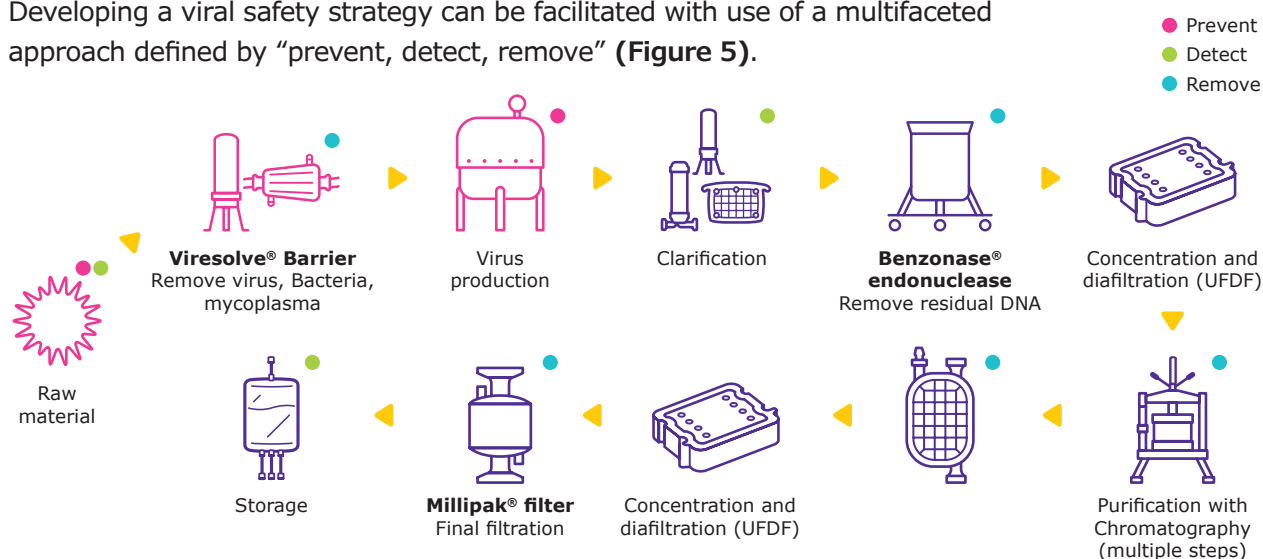 Developing a viral safety strategy can be facilitated with use of a multifaceted
approach defined by “prevent, detect, remove” (Figure 5).
Prevent
Detect
Remove
Viresolve® Barrier
Remove virus, Bacteria,
mycoplasma
Virus
production
Clarification
Benzonase®
endonuclease
Remove residual DNA
Concentration and
diafiltration (UFDF)
Raw
material
Storage
Millipak® filter
Final filtration
Concentration and
diafiltration (UFDF)
Purification with
Chromatography
(multiple steps)